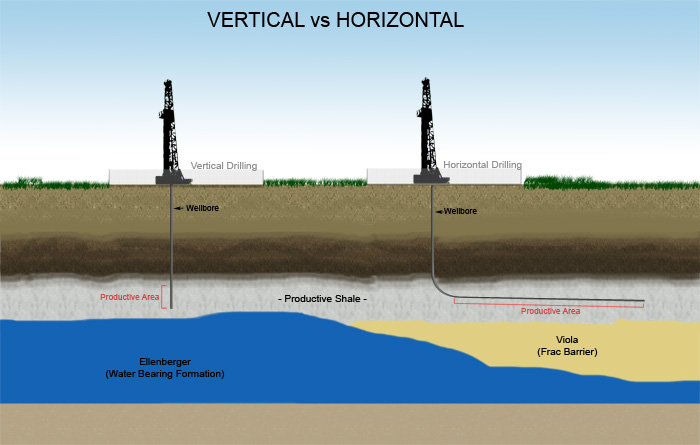 VERTICAL vs HORIZONTAL
Vertical Drilling
Horizontal Drilling
Wellbore
Wellbore
Productive Area
- Productive Shale -
Productive Area
Viola
(Frac Barrier)
Ellenberger
(Water Bearing Formation)